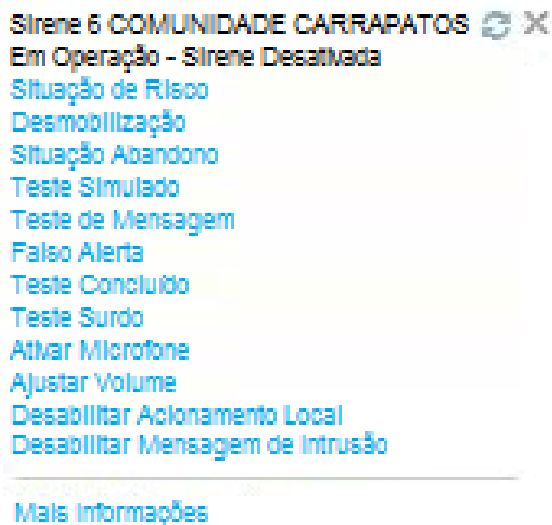 Sirene 6 COMUNIDADE CARRAPATOS
Em Operação - Sirene Desativada
Situação de Risco
Desmobilização
Situação Abandono
Teste Simulado
Teste de Mensagem
Falso Alerta
Teste Concluído
Teste Surdo
Ativar Microfone
Ajustar Volume
Desabilitar Acionamento Local
Desabilitar Mensagem de Intrusão
Mais Informações